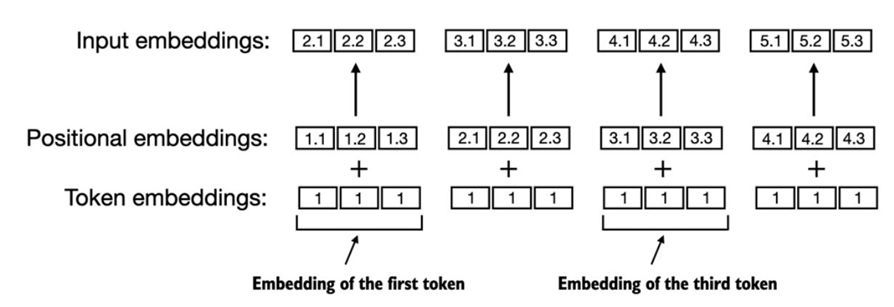 Input embeddings: 2.1 2.2 2.3 3.1 3.2 3.3 4.1 4.2 4.3 5.1 5.2 5.3
Positional embeddings: 1.1 1.2 1.3 2.1 2.2 2.3 3.1 3.2 3.3 4.1 4.2 4.3
+ + + +
Token embeddings: 1 1 1 1 1 1 1 1 1 1 1 1
Embedding of the first token Embedding of the third token